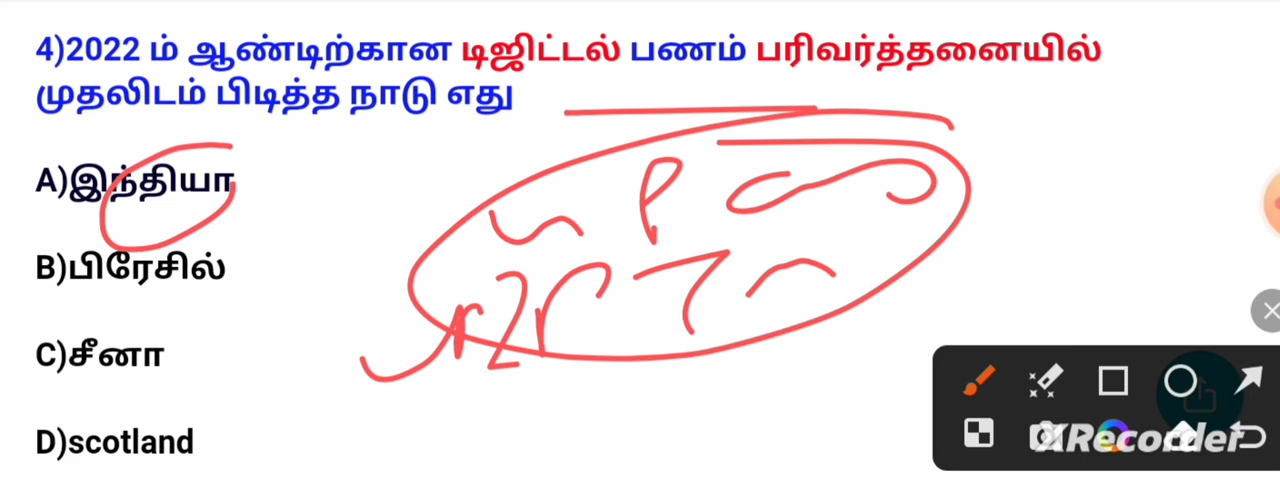 4)2022 ம் ஆண்டிற்கான டிஜிட்டல் பணம் பரிவர்த்தனையில்
முதலிடம் பிடித்த நாடு எது
A)இந்தியா
B)பிரேசில்
C)சீனா
D)scotland
XRecorder